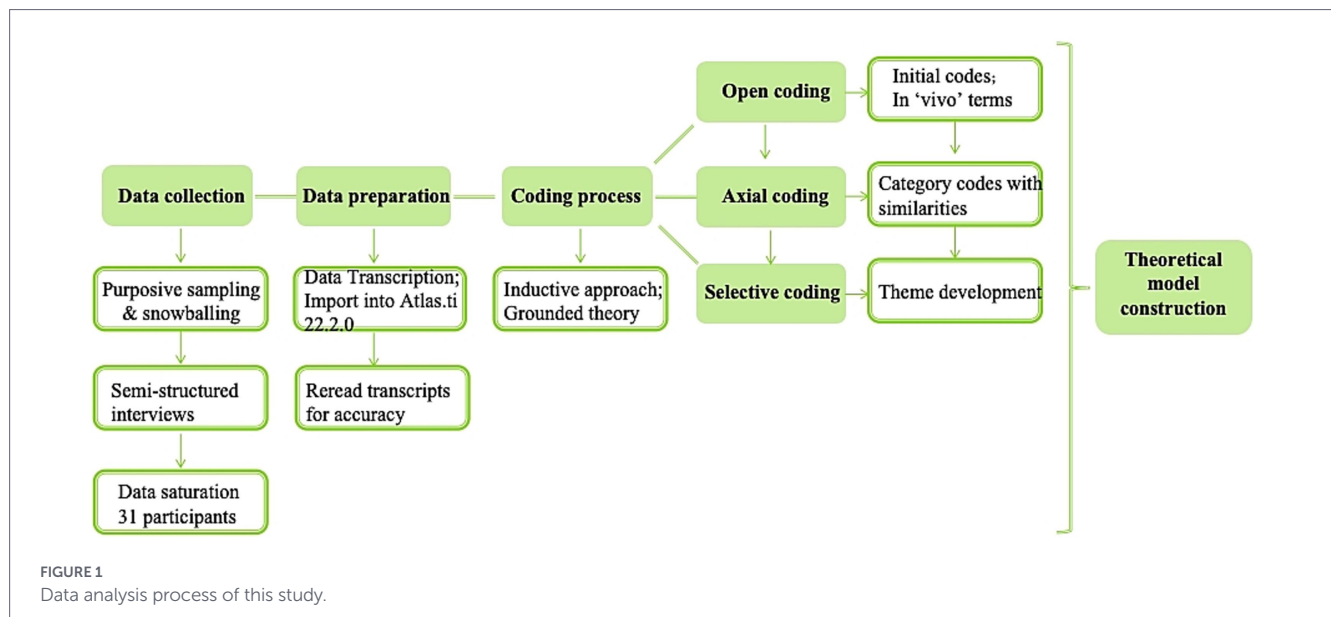 Open coding
Initial codes;
In ‘vivo’ terms
Data collection
Data preparation
Coding process
Axial coding
Category codes with
similarities
Purposive sampling
& snowballing
Data Transcription;
Import into Atlas.ti
22.2.0
Inductive approach;
Grounded theory
Selective coding
Theme development
Theoretical
model
construction
Semi-structured
interviews
Reread transcripts
for accuracy
Data saturation
31 participants
FIGURE 1
Data analysis process of this study.